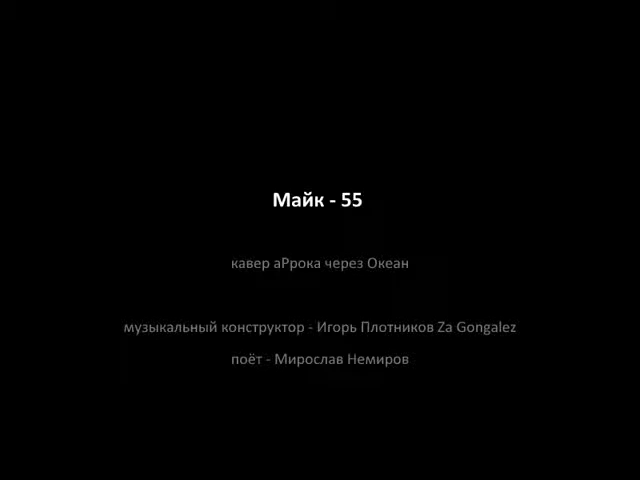 Майк - 55
кавер аРрока через Океан
музыкальный конструктор - Игорь Плотников Za Gongalez
поёт - Мирослав Немиров